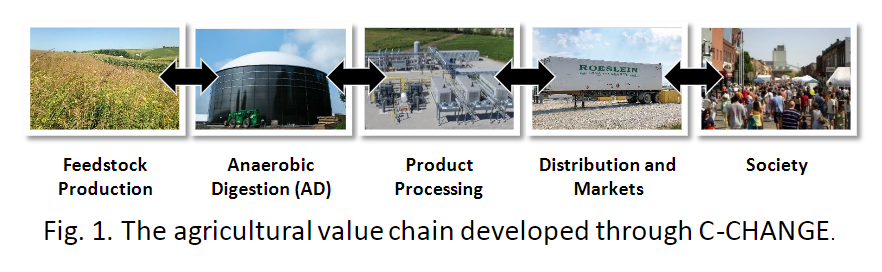 ROESLEIN
Feedstock
Production
Anaerobic
Digestion (AD)
Product
Processing
Distribution and
Markets
Society
Fig. 1. The agricultural value chain developed through C-CHANGE.